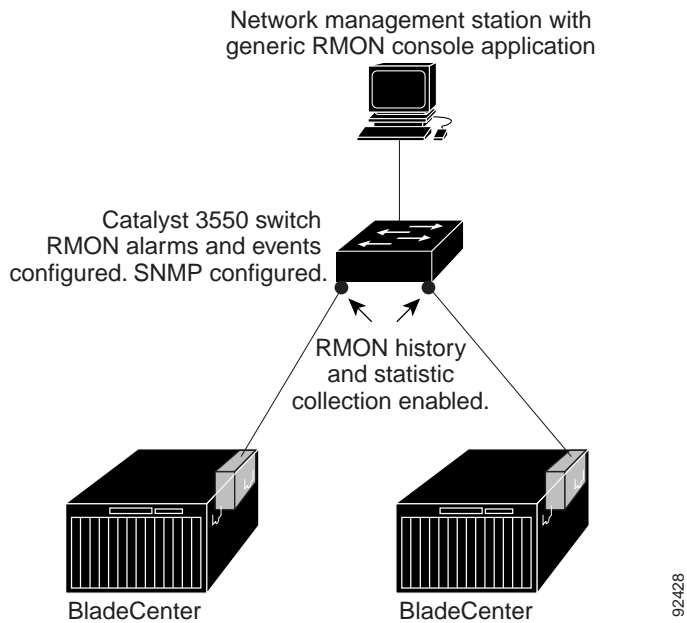 Network management station with
generic RMON console application
Catalyst 3550 switch
RMON alarms and events
configured. SNMP configured.
RMON history
and statistic
collection enabled.
BladeCenter
BladeCenter
92428